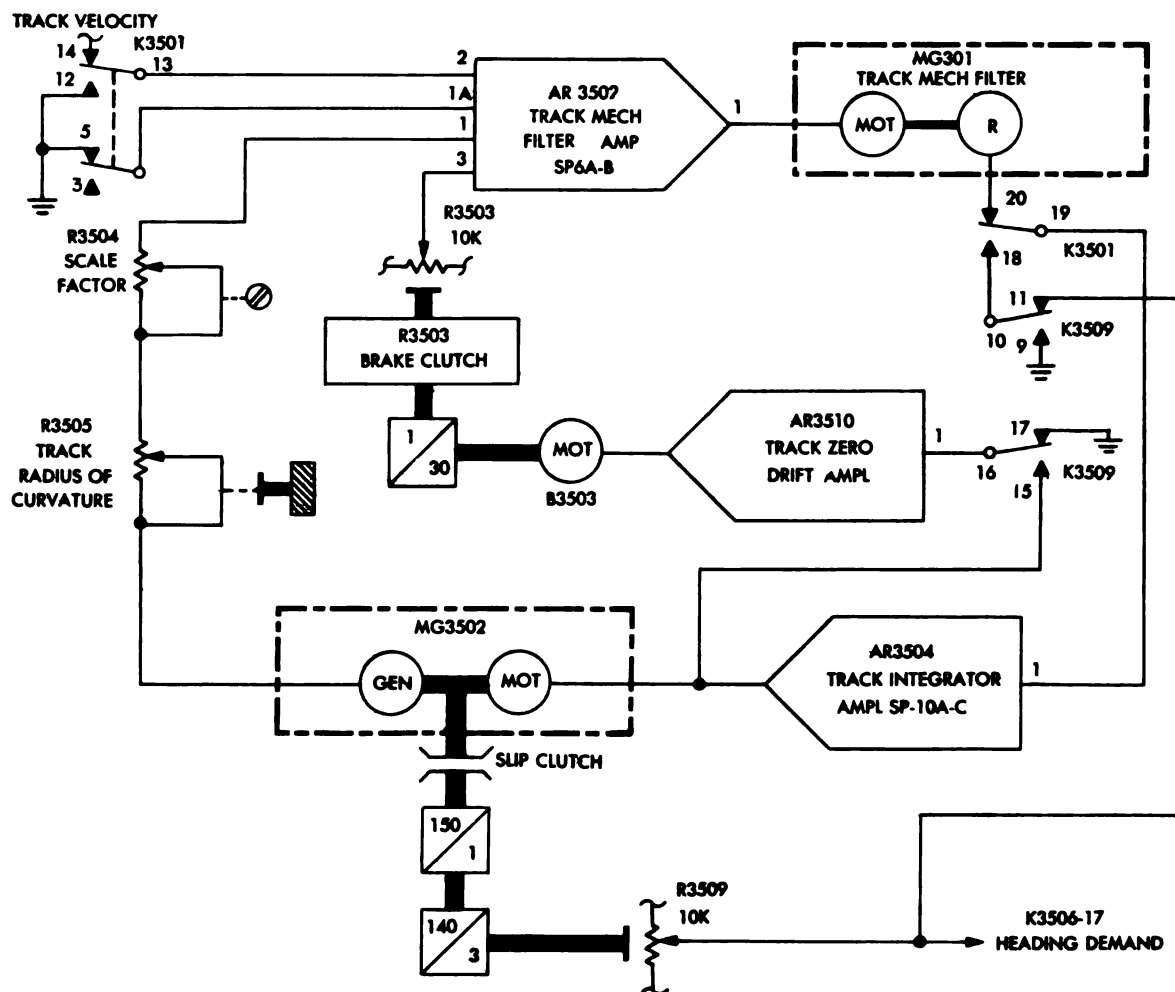 TRACK VELOCITY
14
K3501
13
12
5
3
2
1A
1
3
AR 3502
TRACK MECH
FILTER AMP
SP6A-B
1
MG301
TRACK MECH FILTER
MOT
R
20
19
K3501
18
11
K3509
10
9
R3503
10K
R3504
SCALE
FACTOR
R3503
BRAKE CLUTCH
1
30
MOT
B3503
AR3510
TRACK ZERO
DRIFT AMPL
1
17
16
K3509
15
R3505
TRACK
RADIUS OF
CURVATURE
MG3502
GEN
MOT
AR3504
TRACK INTEGRATOR
AMPL SP-10A-C
1
SLIP CLUTCH
150
1
140
3
R3509
10K
K3506-17
HEADING DEMAND